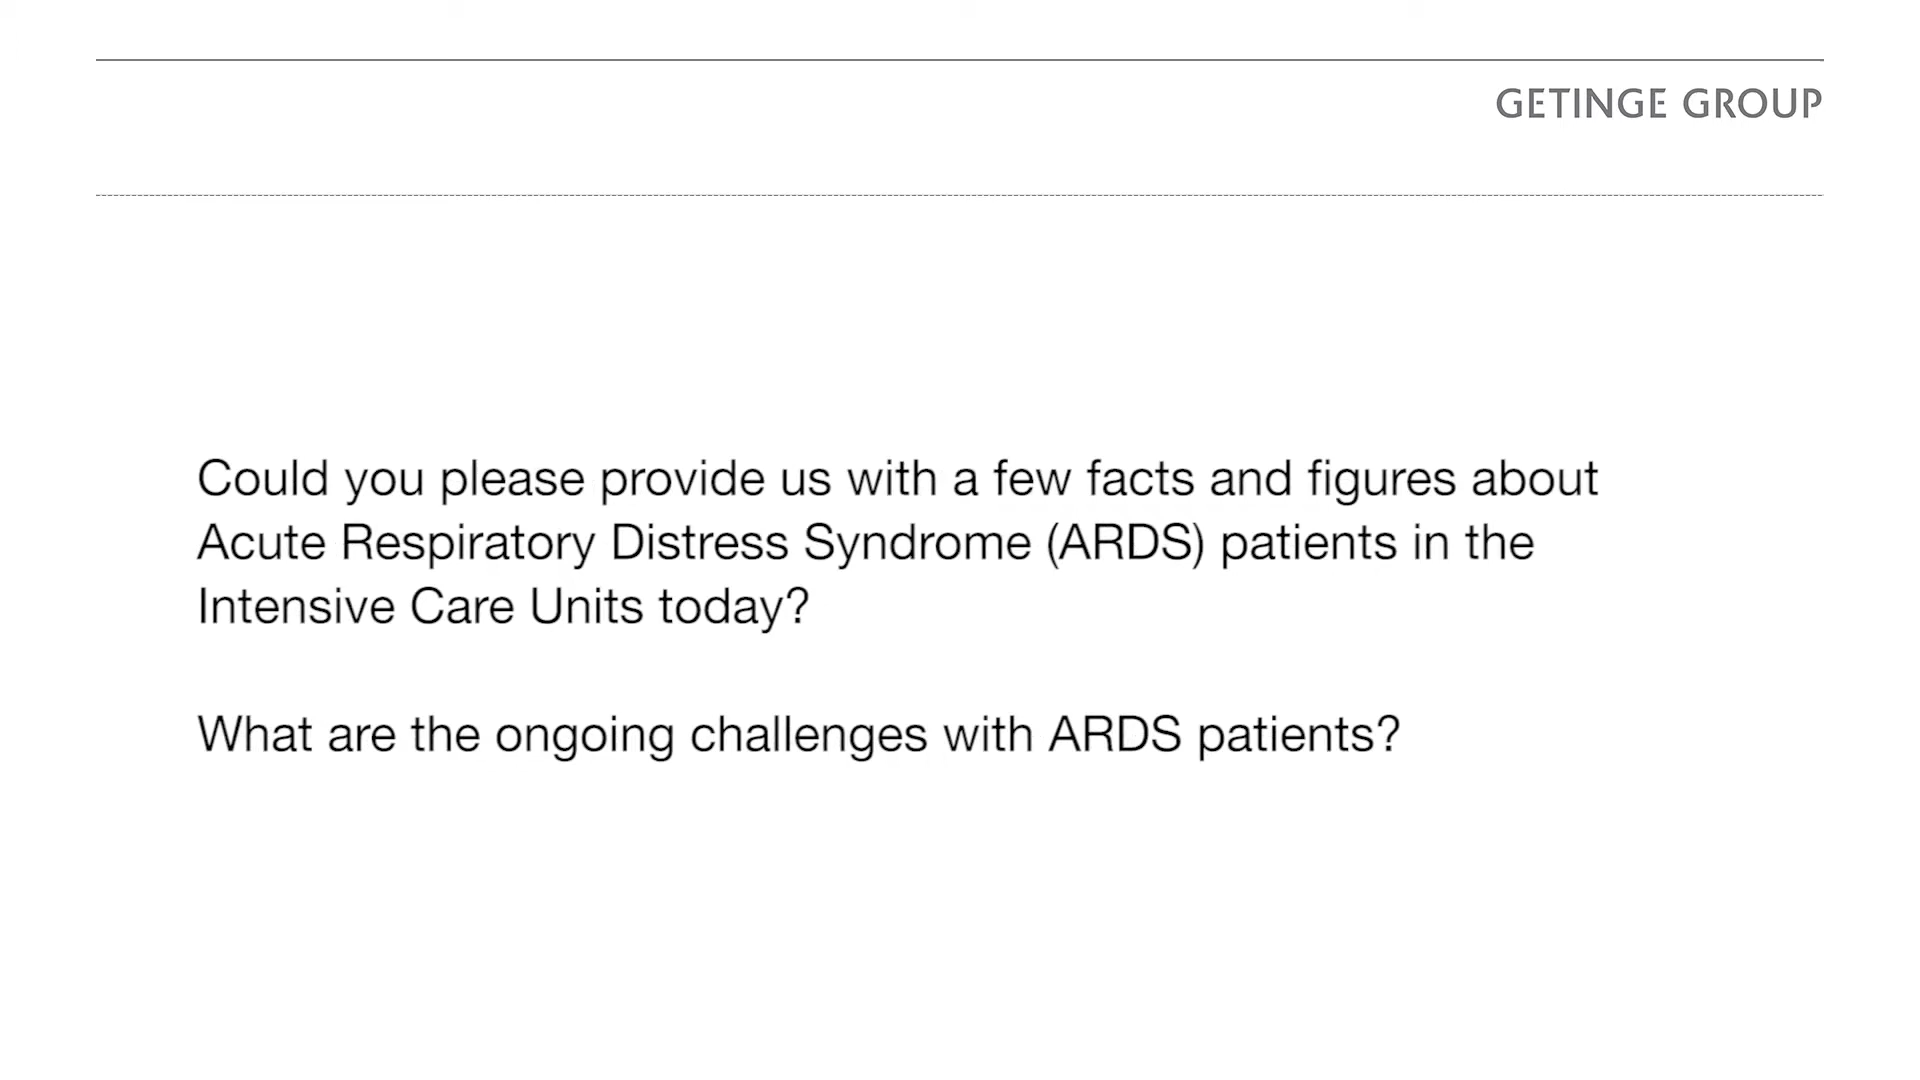 GETINGE GROUP
Could you please provide us with a few facts and figures about
Acute Respiratory Distress Syndrome (ARDS) patients in the
Intensive Care Units today?
What are the ongoing challenges with ARDS patients?